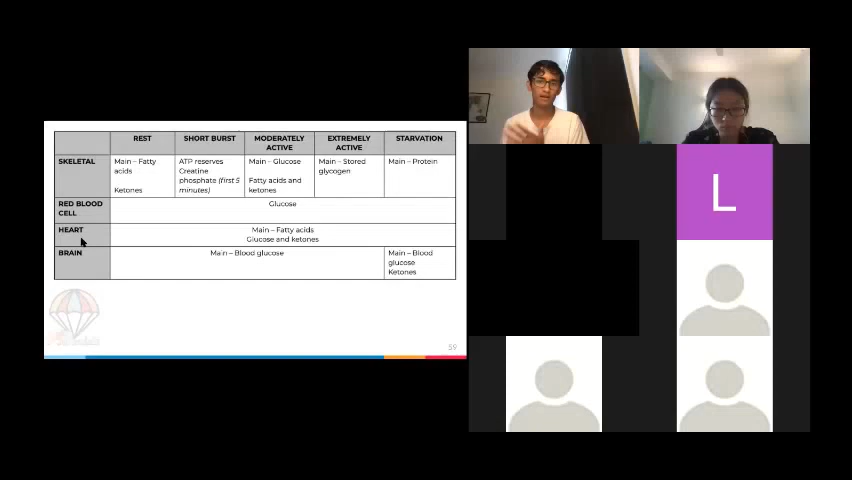 REST SHORT BURST MODERATELY ACTIVE EXTREMELY ACTIVE STARVATION
SKELETAL
Main – Fatty acids
Ketones
ATP reserves
Creatine
phosphate (first 5
minutes)
Main – Glucose
Fatty acids and
ketones
Main – Stored
glycogen
Main – Protein
RED BLOOD
CELL
Glucose
HEART
Main – Fatty acids
Glucose and ketones
BRAIN
Main – Blood glucose
Main – Blood
glucose
Ketones
59
L